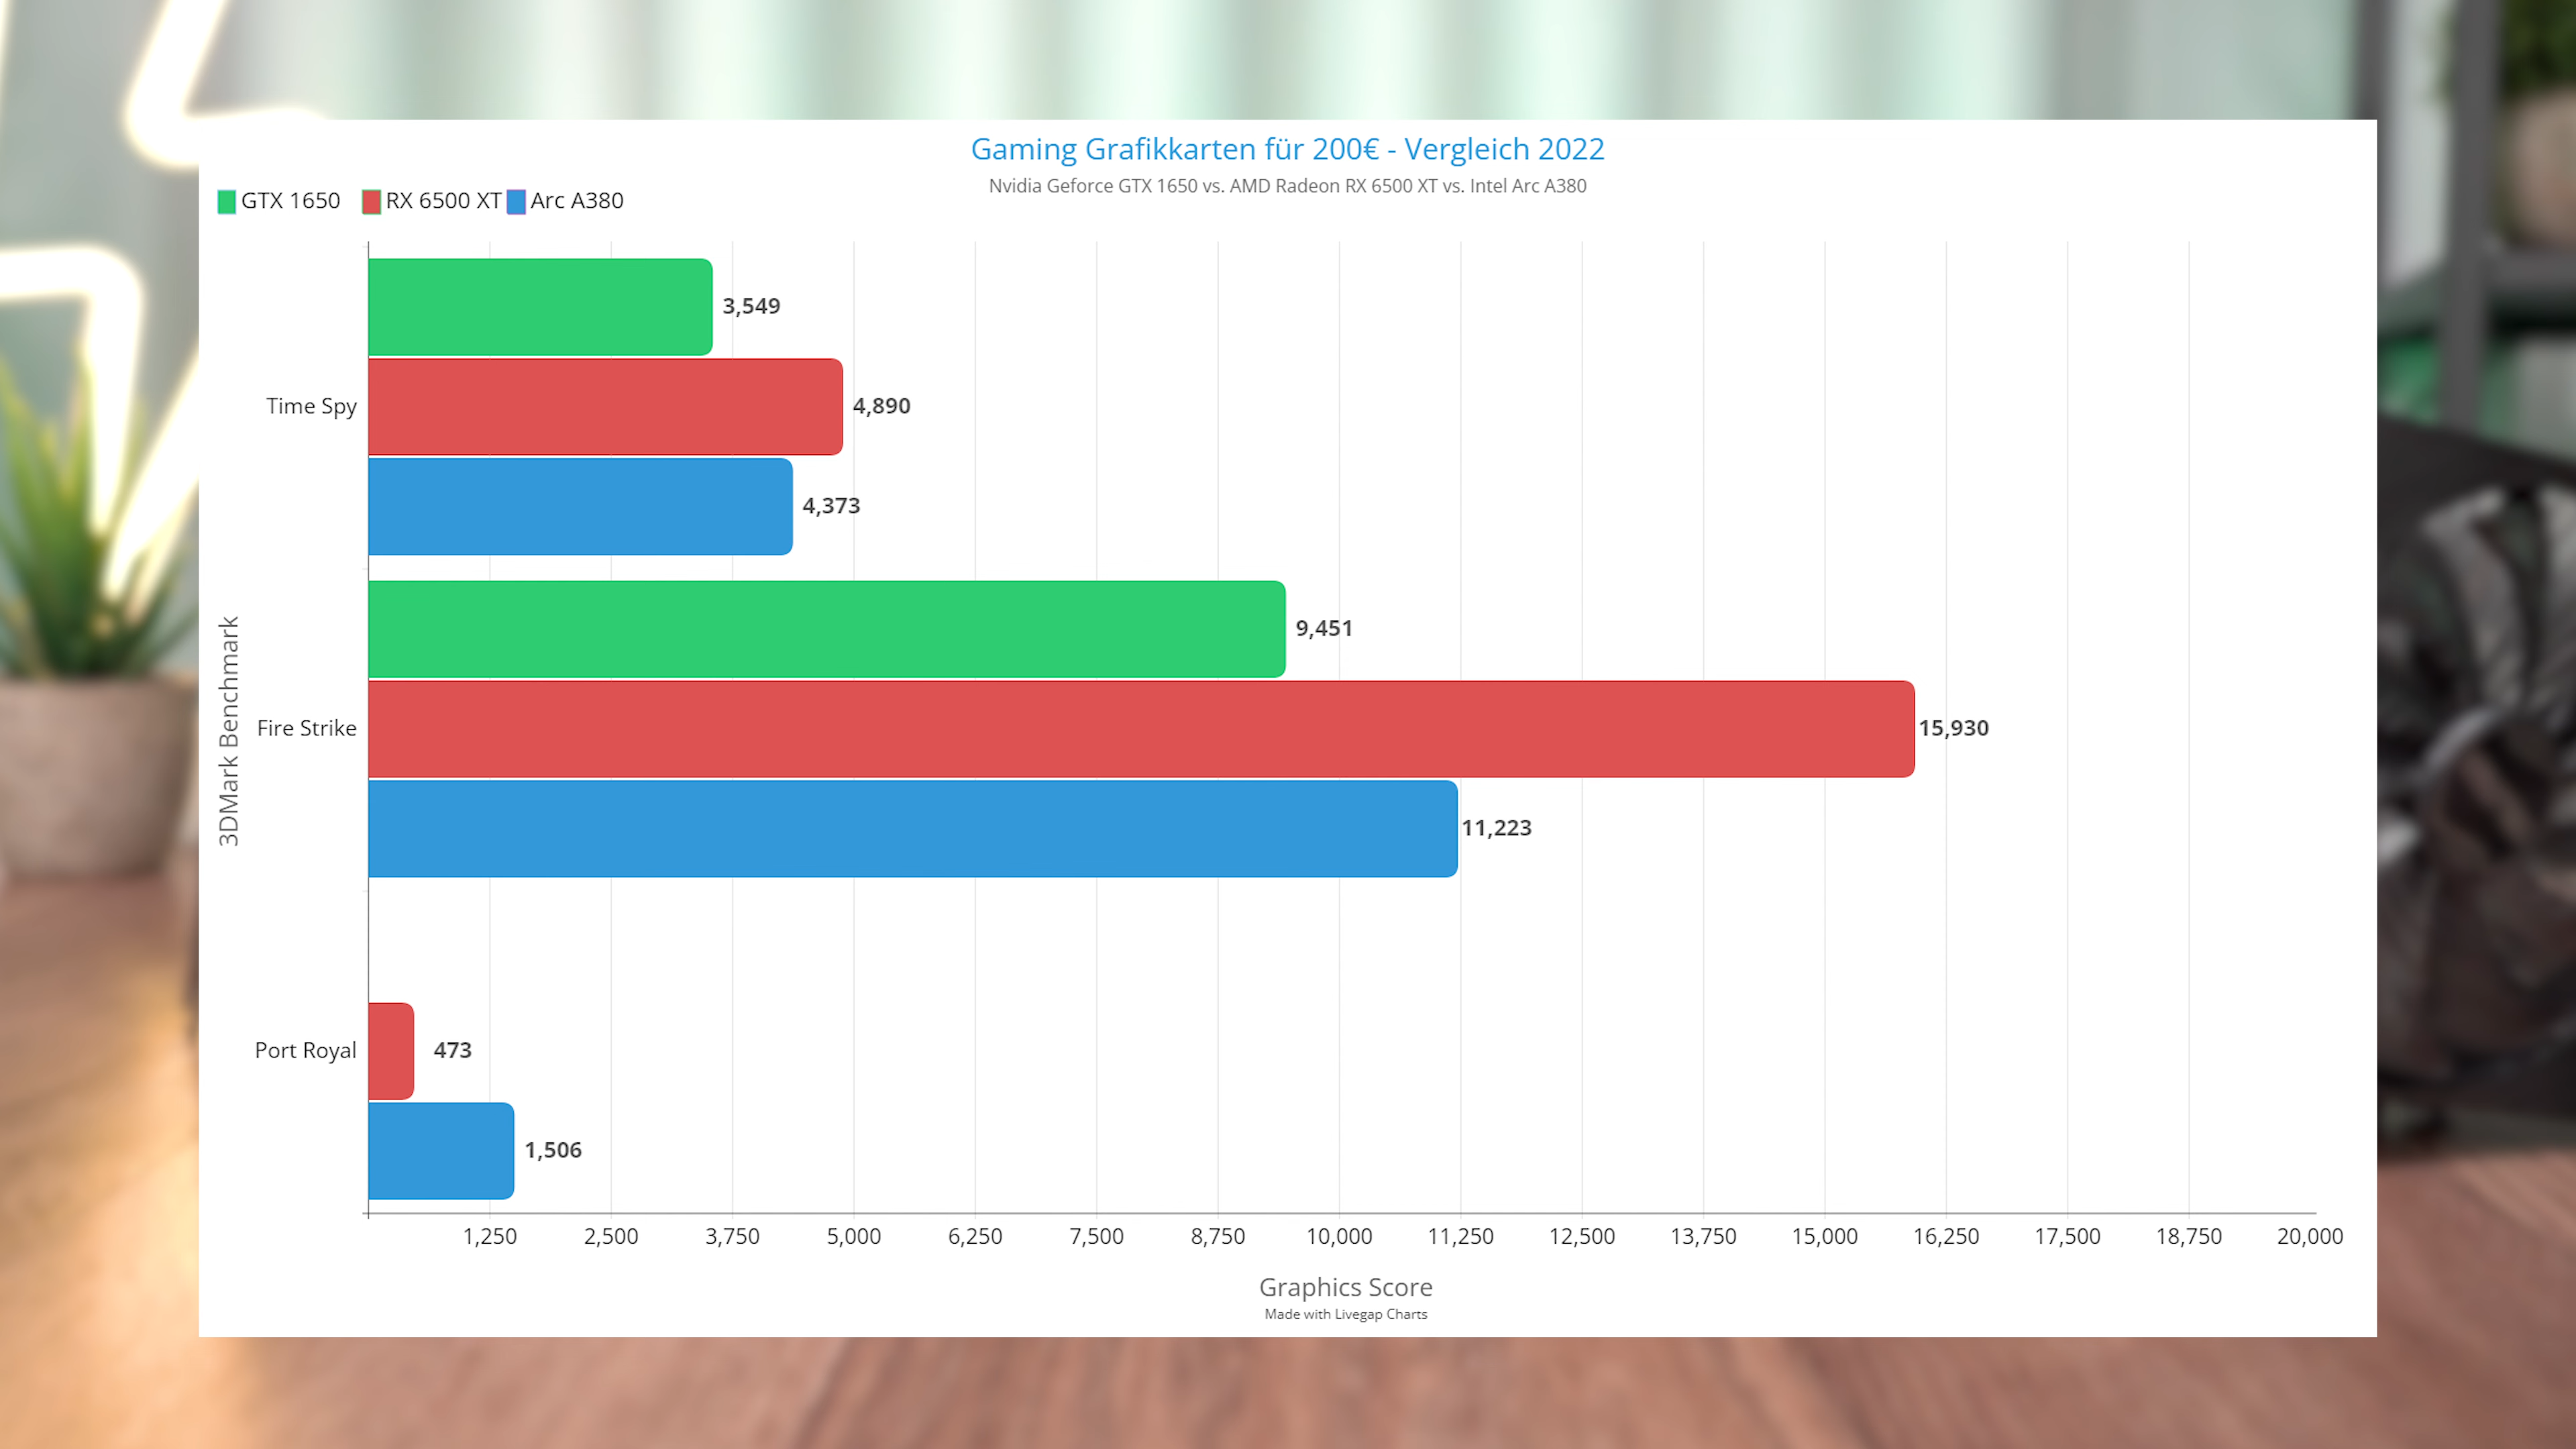 Gaming Grafikkarten für 200€ - Vergleich 2022
Nvidia Geforce GTX 1650 vs. AMD Radeon RX 6500 XT vs. Intel Arc A380
GTX 1650 RX 6500 XT Arc A380
3DMark Benchmark
Time Spy
3,549
4,890
4,373
Fire Strike
9,451
15,930
11,223
Port Royal
473
1,506
1,250 2,500 3,750 5,000 6,250 7,500 8,750 10,000 11,250 12,500 13,750 15,000 16,250 17,500 18,750 20,000
Graphics Score
Made with Livegap Charts